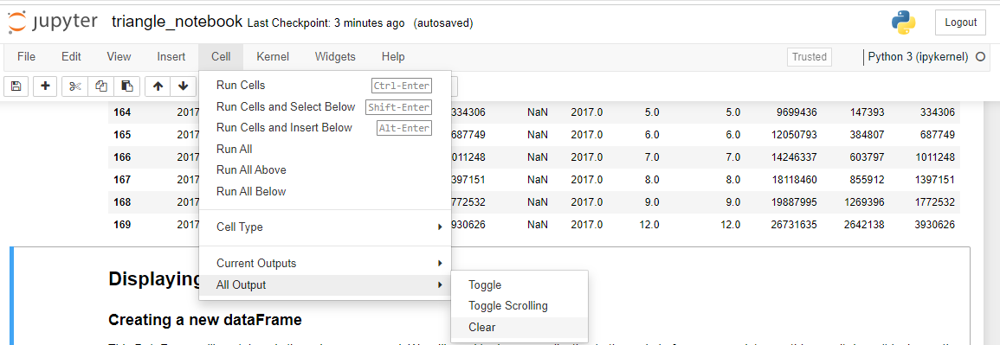 jupyter triangle_notebook Last Checkpoint: 3 minutes ago (autosaved) Logout
File Edit View Insert Cell Kernel Widgets Help Trusted Python 3 (ipykernel)
Run Cells Ctrl-Enter
Run Cells and Select Below Shift-Enter
Run Cells and Insert Below Alt-Enter
Run All
Run All Above
Run All Below
Cell Type
Current Outputs
All Output
Toggle
Toggle Scrolling
Clear
164 2017 334306 NaN 2017.0 5.0 5.0 9699436 147393 334306
165 2017 687749 NaN 2017.0 6.0 6.0 12050793 384807 687749
166 2017 1011248 NaN 2017.0 7.0 7.0 14246337 603797 1011248
167 2017 397151 NaN 2017.0 8.0 8.0 18118460 855912 1397151
168 2017 772532 NaN 2017.0 9.0 9.0 19887995 1269396 1772532
169 2017 930626 NaN 2017.0 12.0 12.0 26731635 2642138 3930626
Displaying
Creating a new dataFrame